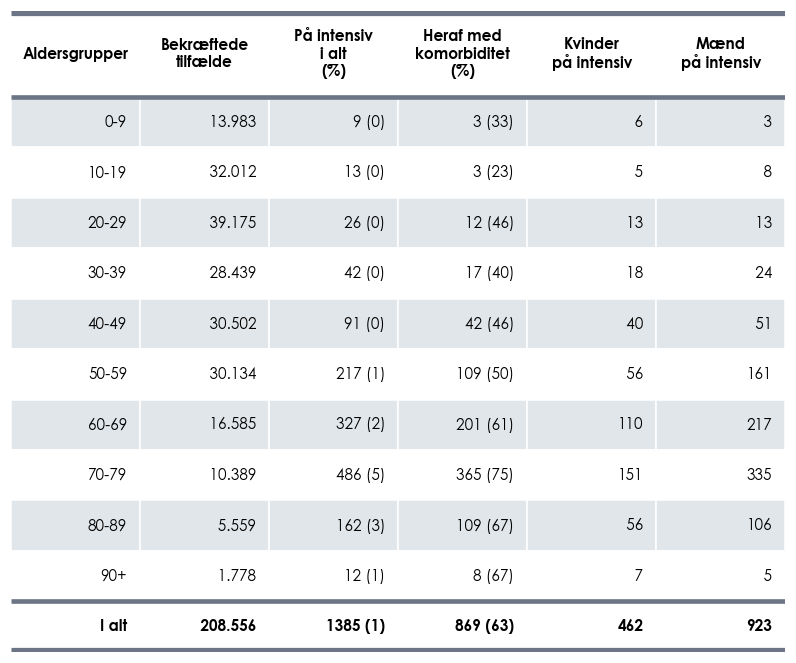 Aldersgrupper Bekræftede tilfælde På intensiv i alt (%) Heraf med komorbiditet (%) Kvinder på intensiv Mænd på intensiv
0-9 13.983 9 (0) 3 (33) 6 3
10-19 32.012 13 (0) 3 (23) 5 8
20-29 39.175 26 (0) 12 (46) 13 13
30-39 28.439 42 (0) 17 (40) 18 24
40-49 30.502 91 (0) 42 (46) 40 51
50-59 30.134 217 (1) 109 (50) 56 161
60-69 16.585 327 (2) 201 (61) 110 217
70-79 10.389 486 (5) 365 (75) 151 335
80-89 5.559 162 (3) 109 (67) 56 106
90+ 1.778 12 (1) 8 (67) 7 5
I alt 208.556 1385 (1) 869 (63) 462 923